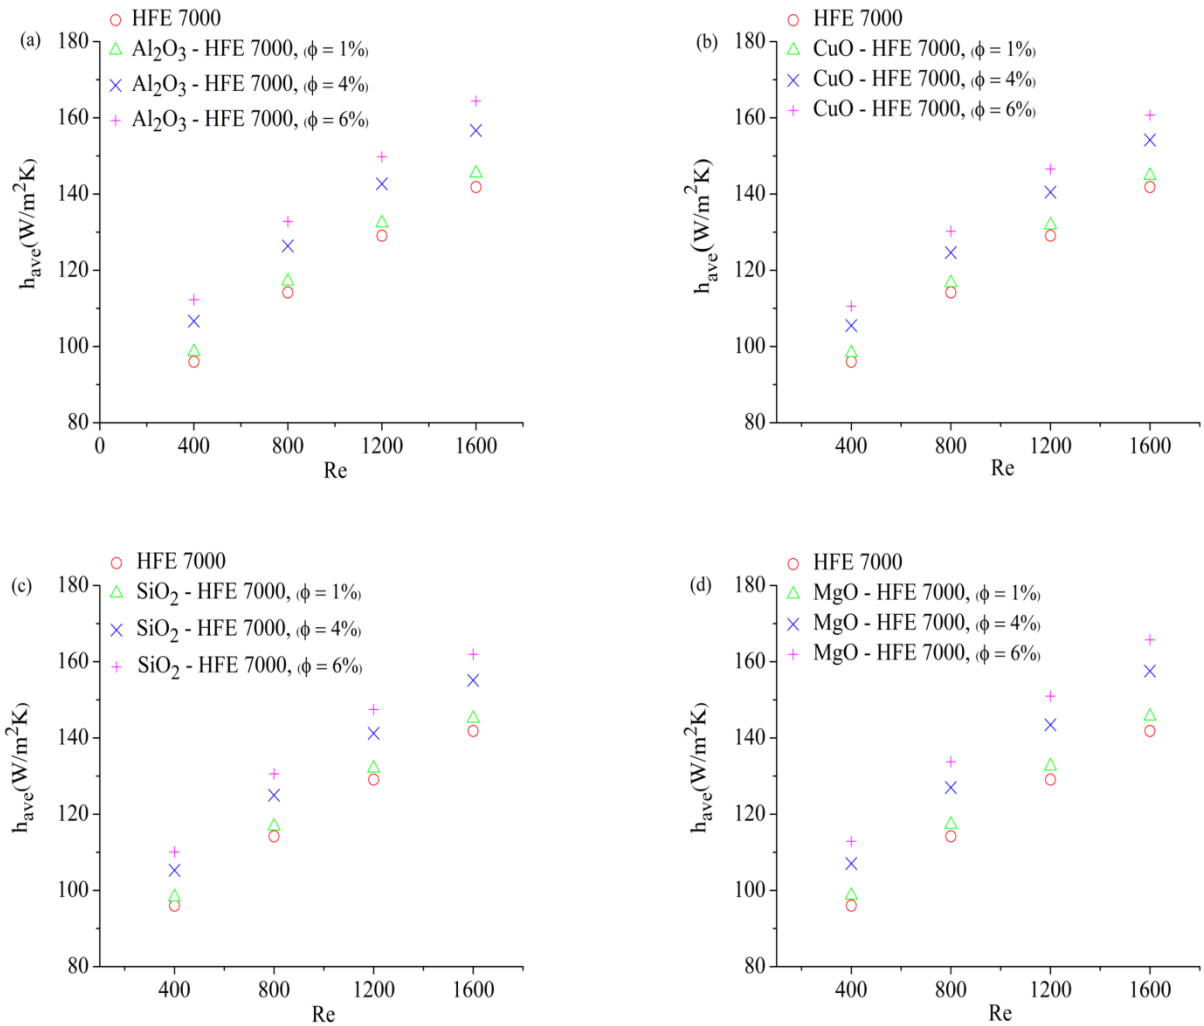 (a)
HFE 7000
Al₂O₃ - HFE 7000, (ϕ = 1%)
Al₂O₃ - HFE 7000, (ϕ = 4%)
Al₂O₃ - HFE 7000, (ϕ = 6%)
180
160
140
120
100
80
hₐᵥₑ(W/m²K)
0 400 800 1200 1600
Re
(b)
HFE 7000
CuO - HFE 7000, (ϕ = 1%)
CuO - HFE 7000, (ϕ = 4%)
CuO - HFE 7000, (ϕ = 6%)
180
160
140
120
100
80
hₐᵥₑ(W/m²K)
400 800 1200 1600
Re
(c)
HFE 7000
SiO₂ - HFE 7000, (ϕ = 1%)
SiO₂ - HFE 7000, (ϕ = 4%)
SiO₂ - HFE 7000, (ϕ = 6%)
180
160
140
120
100
80
hₐᵥₑ(W/m²K)
400 800 1200 1600
Re
(d)
HFE 7000
MgO - HFE 7000, (ϕ = 1%)
MgO - HFE 7000, (ϕ = 4%)
MgO - HFE 7000, (ϕ = 6%)
180
160
140
120
100
80
hₐᵥₑ(W/m²K)
400 800 1200 1600
Re